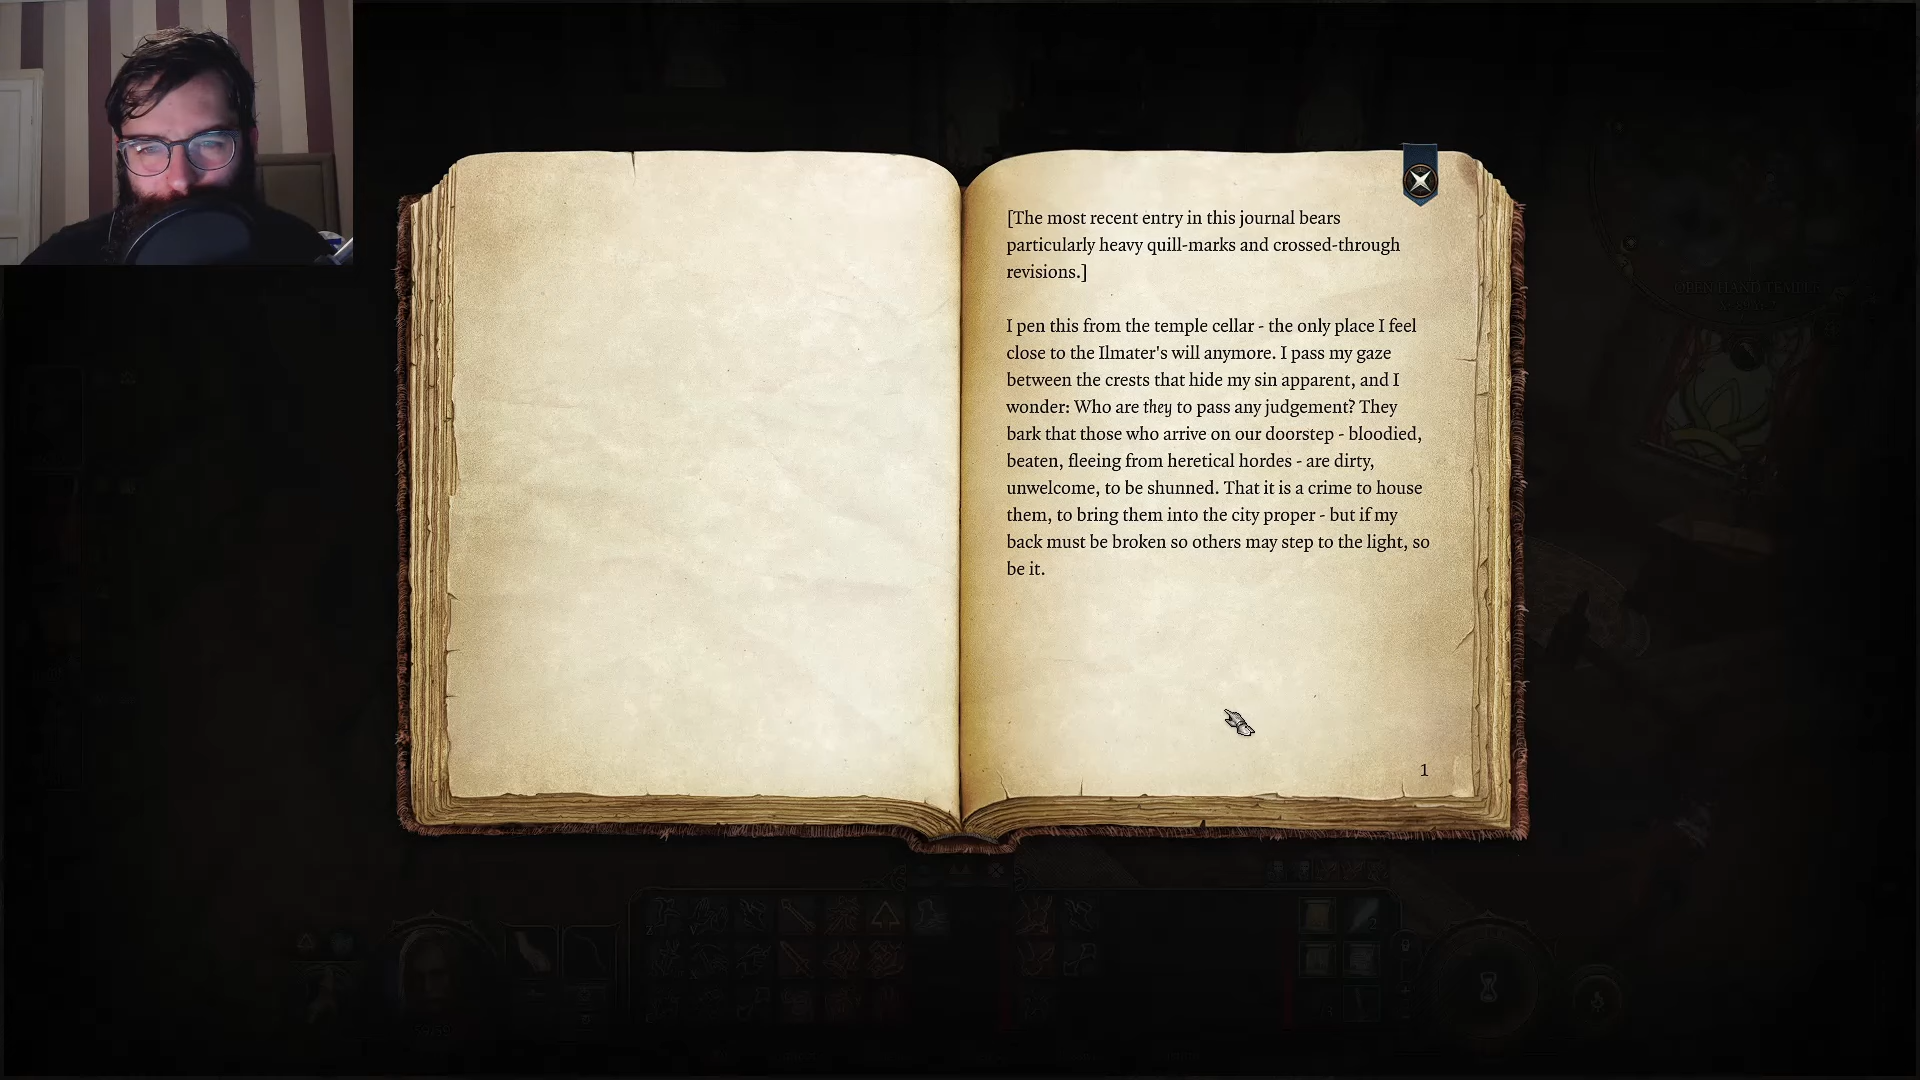 [The most recent entry in this journal bears
particularly heavy quill-marks and crossed-through
revisions.]
I pen this from the temple cellar - the only place I feel
close to the Ilmater's will anymore. I pass my gaze
between the crests that hide my sin apparent, and I
wonder: Who are they to pass any judgement? They
bark that those who arrive on our doorstep - bloodied,
beaten, fleeing from heretical hordes - are dirty,
unwelcome, to be shunned. That it is a crime to house
them, to bring them into the city proper - but if my
back must be broken so others may step to the light, so
be it.
1
OPEN HAND TEMPLE